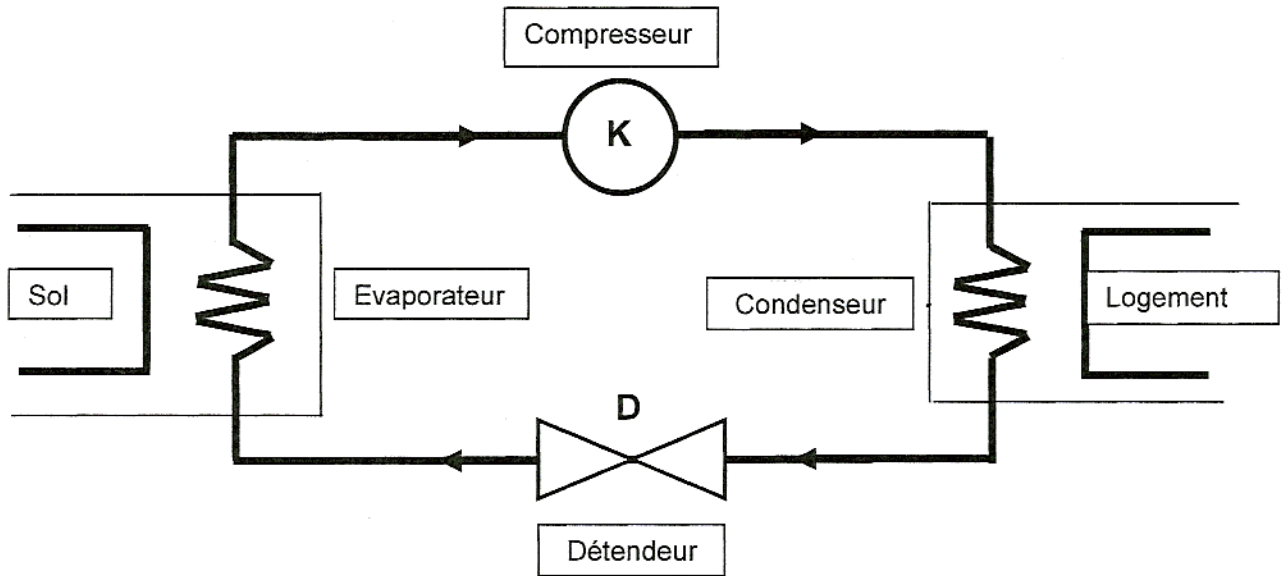 Compresseur
K
Sol
Evaporateur
Condenseur
Logement
D
Détendeur